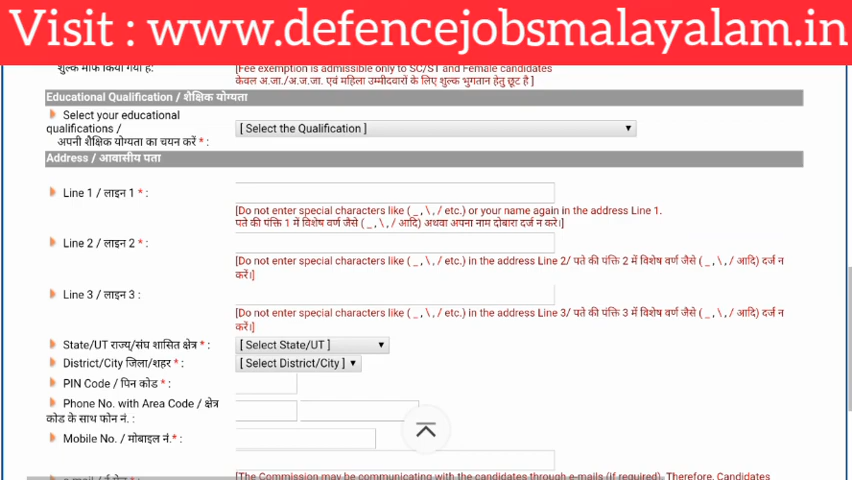 Visit : www.defencejobsmalayalam.in
शुल्क माफ किया गया है:
[Fee exemption is admissible only to SC/ST and Female candidates
केवल अ.जा./अ.ज.जा. एवं महिला उम्मीदवारों के लिए शुल्क भुगतान हेतु छूट है ]
Educational Qualification / शैक्षिक योग्यता
Select your educational
qualifications /
अपनी शैक्षिक योग्यता का चयन करें * :
[ Select the Qualification ]
Address / आवासीय पता
Line 1 / लाइन 1 * :
[Do not enter special characters like ( _ , \ , / etc.) or your name again in the address Line 1.
पते की पंक्ति 1 में विशेष वर्ण जैसे ( _ , \ , / आदि) अथवा अपना नाम दोबारा दर्ज न करे।]
Line 2 / लाइन 2 * :
[Do not enter special characters like ( _ , \ , / etc.) in the address Line 2/ पते की पंक्ति 2 में विशेष वर्ण जैसे ( _ , \ , / आदि) दर्ज न
करें।]
Line 3 / लाइन 3 :
[Do not enter special characters like ( _ , \ , / etc.) in the address Line 3/ पते की पंक्ति 3 में विशेष वर्ण जैसे ( _ , \ , / आदि) दर्ज न
करें।]
State/UT राज्य/संघ शासित क्षेत्र * :
[ Select State/UT ]
District/City जिला/शहर * :
[ Select District/City ]
PIN Code / पिन कोड * :
Phone No. with Area Code / क्षेत्र
कोड के साथ फोन नं. :
Mobile No. / मोबाइल नं.* :
[The Commission may be communicating with the candidates through e-mails (if required). Therefore, Candidates